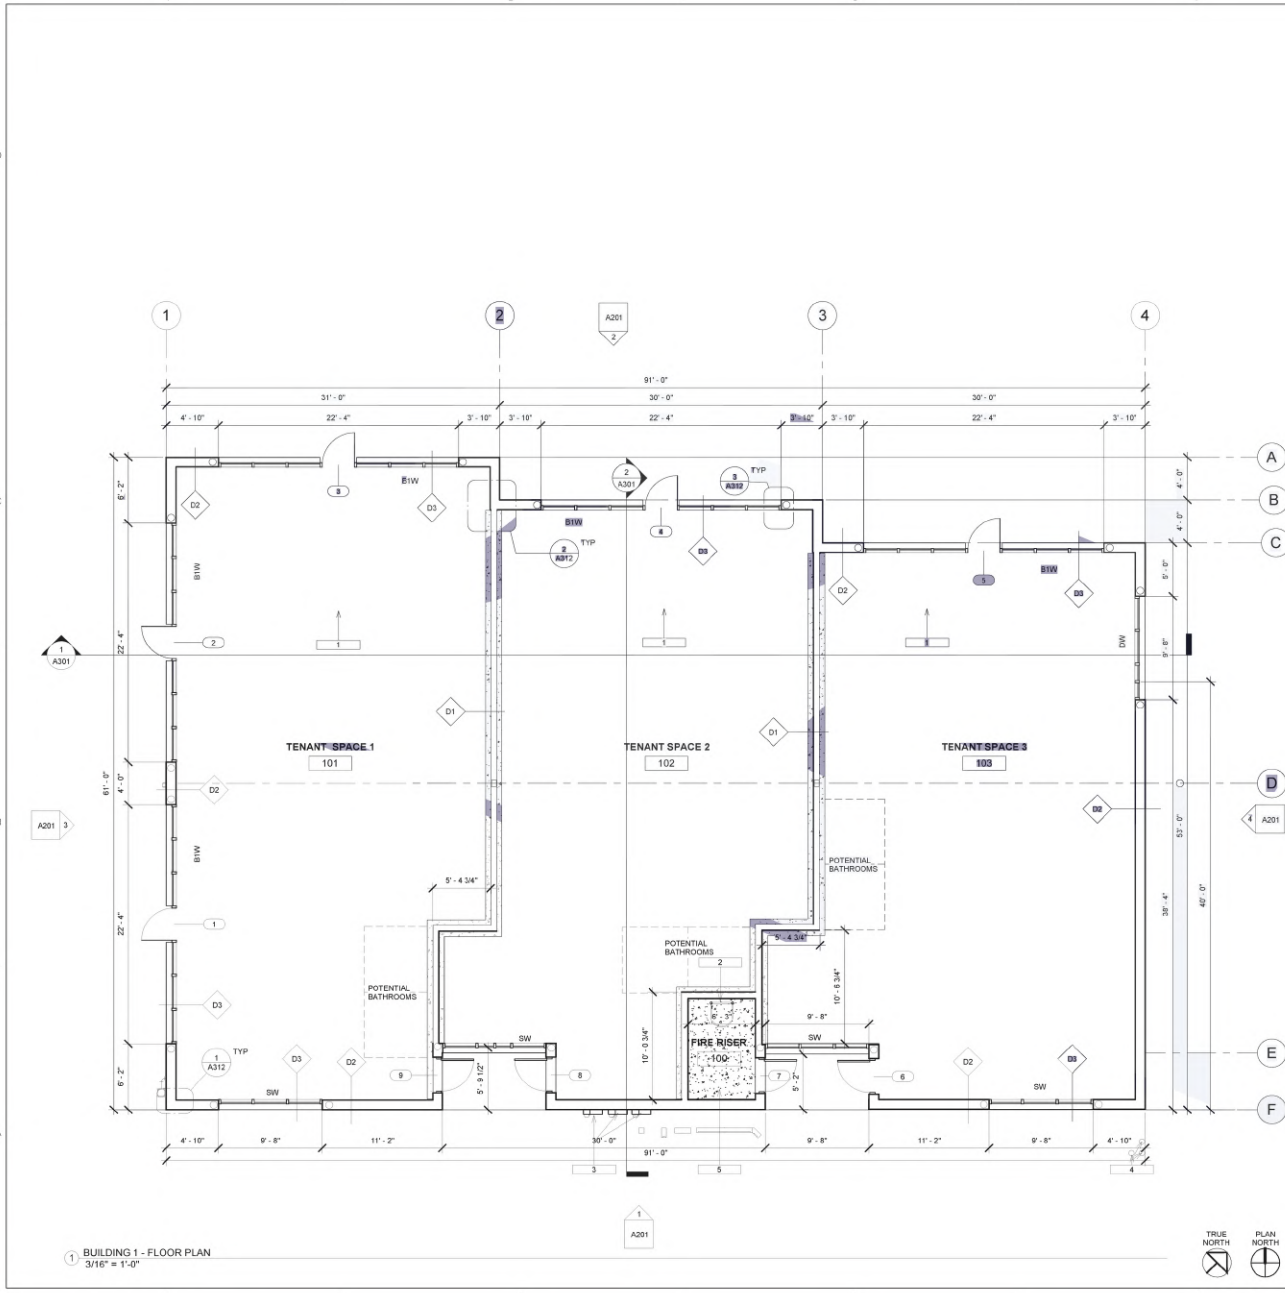 1
2
3
4
A201
2
91' - 0"
31' - 0"
30' - 0"
30' - 0"
4' - 10"
22' - 4"
3' - 10"
3' - 10"
22' - 4"
3' - 10"
3' - 10"
22' - 4"
3' - 10"
A
B
C
D
E
F
4' - 0"
4' - 0"
6' - 2"
22' - 4"
4' - 0"
22' - 4"
6' - 2"
61' - 0"
5' - 0"
9' - 8"
38' - 4"
53' - 0"
40' - 0"
D2
3
B1W
D3
2
A301
3
A312
TYP
B1W
4
D3
2
A312
TYP
D2
5
B1W
D3
B1W
2
1
1
1
DW
1
A301
D1
D1
TENANT SPACE 1
101
TENANT SPACE 2
102
TENANT SPACE 3
103
D2
D2
A201 3
4 A201
B1W
5' - 4 3/4"
POTENTIAL
BATHROOMS
1
POTENTIAL
BATHROOMS
2
5' - 4 3/4"
POTENTIAL
BATHROOMS
10' - 6 3/4"
D3
6' - 3"
9' - 8"
10' - 0 3/4"
FIRE RISER
100
SW
SW
1
A312
TYP
D3
D2
9
5' - 9 1/2"
8
7
5' - 2"
6
D2
D3
SW
SW
4' - 10"
9' - 8"
11' - 2"
30' - 0"
9' - 8"
11' - 2"
9' - 8"
4' - 10"
91' - 0"
3
5
4
1
A201
1
BUILDING 1 - FLOOR PLAN
3/16" = 1'-0"
TRUE
NORTH
PLAN
NORTH